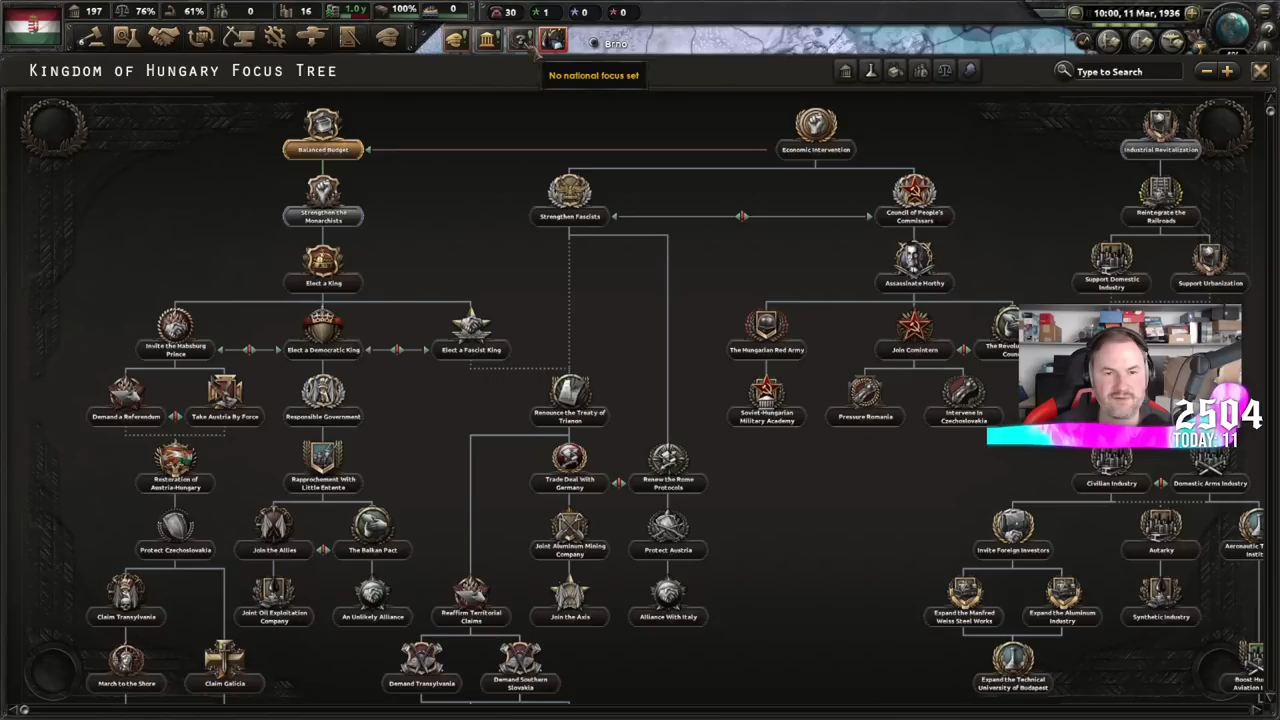 197 76% 61% 0 16 1.0y 100% 0 30 1 0 0 10:00, 11 Mar, 1936
Brno
No national focus set
KINGDOM OF HUNGARY FOCUS TREE
Type to Search
Balanced Budget
Economic Intervention
Industrial Revitalization
Strengthen the
Monarchists
Strengthen Fascists
Council of People's
Commissars
Reintegrate the
Railroads
Elect a King
Assassinate Horthy
Support Domestic
Industry
Support Urbanization
Invite the Habsburg
Prince
Elect a Democratic King
Elect a Fascist King
The Hungarian Red Army
Join Comintern
Demand a Referendum
Take Austria By Force
Responsible Government
Renounce the Treaty of
Trianon
Soviet-Hungarian
Military Academy
Pressure Romania
Intervene In
Czechoslovakia
2504
TODAY: 11
Restoration of
Austria-Hungary
Rapprochement With
Little Entente
Trade Deal With
Germany
Renew the Rome
Protocols
Civilian Industry
Domestic Arms Industry
Protect Czechoslovakia
Join the Allies
The Balkan Pact
Joint Aluminum Mining
Company
Protect Austria
Invite Foreign Investors
Autarky
Claim Transylvania
Joint Oil Exploitation
Company
An Unlikely Alliance
Reaffirm Territorial
Claims
Join the Axis
Alliance With Italy
Expand the Manfred
Weiss Steel Works
Expand the Aluminum
Industry
Synthetic Industry
March to the Shore
Claim Galicia
Demand Transylvania
Demand Southern
Slovakia
Expand the Technical
University of Budapest